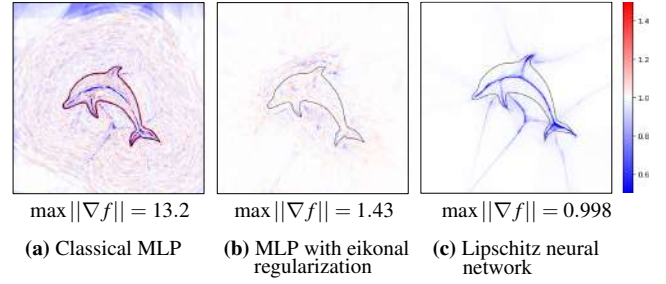 1.4
1.2
1.0
0.8
0.6
max ||∇f|| = 13.2
max ||∇f|| = 1.43
max ||∇f|| = 0.998
(a) Classical MLP
(b) MLP with eikonal
regularization
(c) Lipschitz neural
network